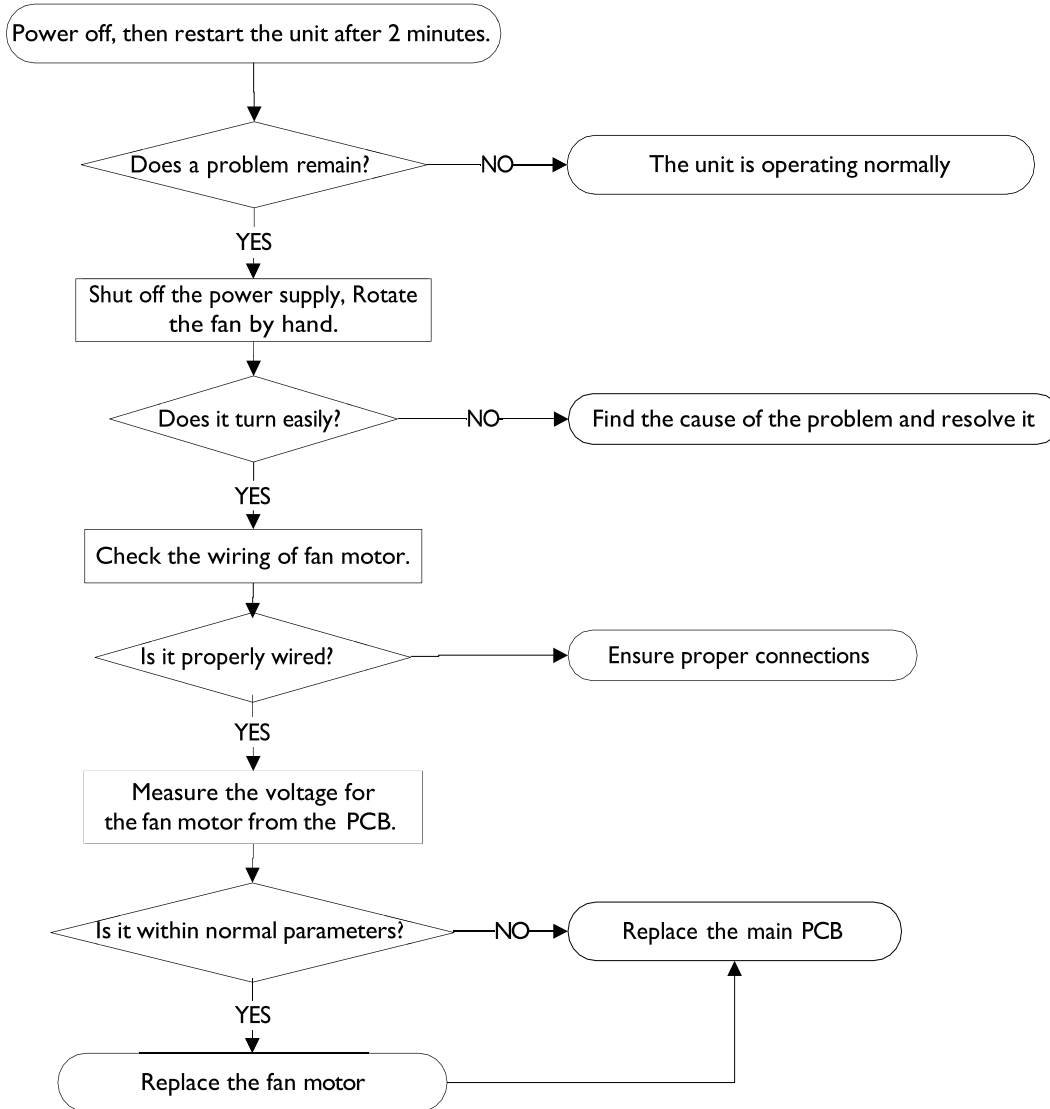 Power off, then restart the unit after 2 minutes.
Does a problem remain?
NO
The unit is operating normally
YES
Shut off the power supply, Rotate
the fan by hand.
Does it turn easily?
NO
Find the cause of the problem and resolve it
YES
Check the wiring of fan motor.
Is it properly wired?
Ensure proper connections
YES
Measure the voltage for
the fan motor from the PCB.
Is it within normal parameters?
NO
Replace the main PCB
YES
Replace the fan motor